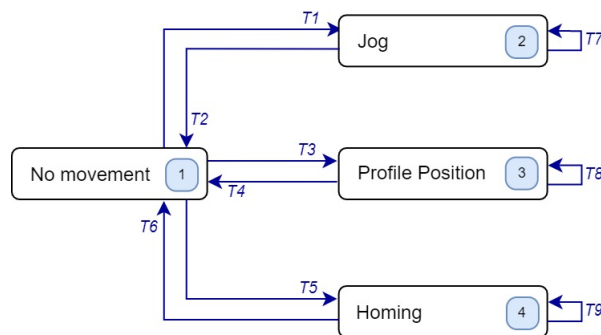 T1
Jog
2
T7
T2
T3
No movement
1
Profile Position
3
T8
T4
T6
T5
Homing
4
T9